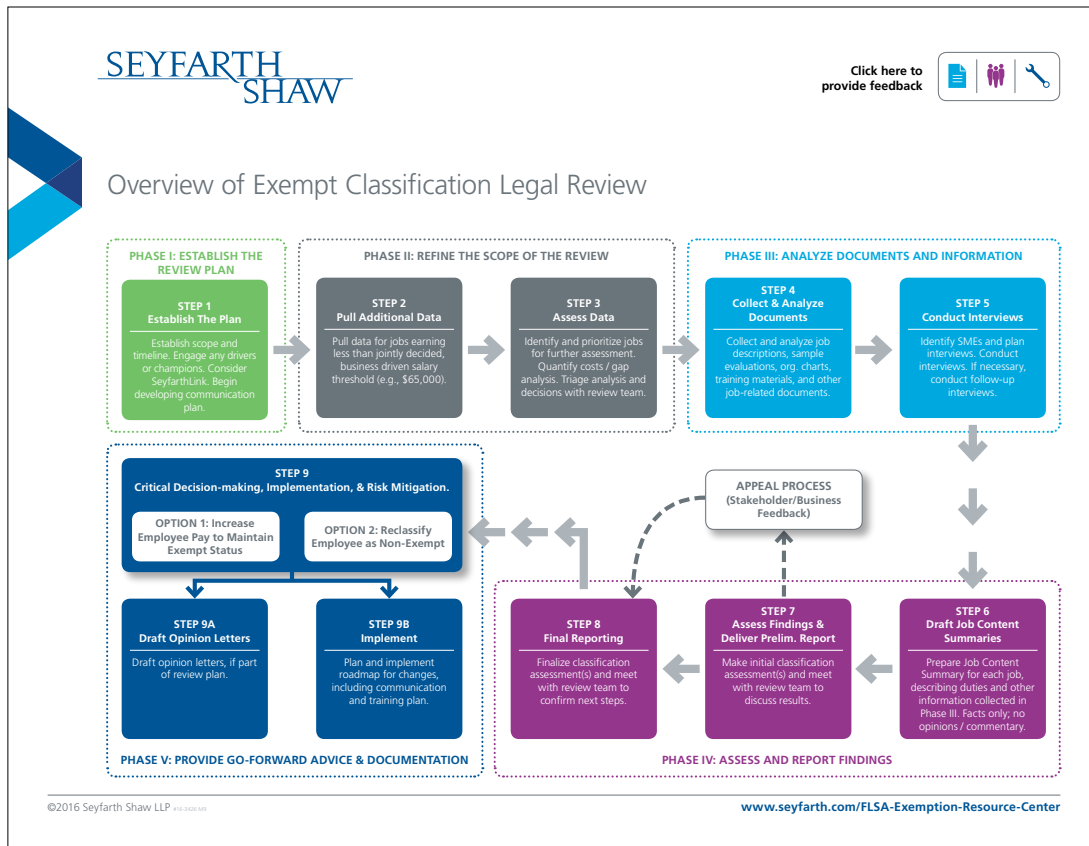 SEYFARTH
SHAW
Click here to
provide feedback
Overview of Exempt Classification Legal Review
PHASE I: ESTABLISH THE
REVIEW PLAN
STEP 1
Establish The Plan
Establish scope and
timeline. Engage any drivers
or champions. Consider
SeyfarthLink. Begin
developing communication
plan.
PHASE II: REFINE THE SCOPE OF THE REVIEW
STEP 2
Pull Additional Data
Pull data for jobs earning
less than jointly decided,
business driven salary
threshold (e.g., $65,000).
STEP 3
Assess Data
Identify and prioritize jobs
for further assessment.
Quantify costs / gap
analysis. Triage analysis and
decisions with review team.
PHASE III: ANALYZE DOCUMENTS AND INFORMATION
STEP 4
Collect & Analyze
Documents
Collect and analyze job
descriptions, sample
evaluations, org. charts,
training materials, and other
job-related documents.
STEP 5
Conduct Interviews
Identify SMEs and plan
interviews. Conduct
interviews. If necessary,
conduct follow-up
interviews.
STEP 6
Draft Job Content
Summaries
Prepare Job Content
Summary for each job,
describing duties and other
information collected in
Phase III. Facts only; no
opinions / commentary.
STEP 7
Assess Findings &
Deliver Prelim. Report
Make initial classification
assessment(s) and meet
with review team to
discuss results.
APPEAL PROCESS
(Stakeholder/Business
Feedback)
STEP 8
Final Reporting
Finalize classification
assessment(s) and meet
with review team to
confirm next steps.
PHASE IV: ASSESS AND REPORT FINDINGS
STEP 9
Critical Decision-making, Implementation, & Risk Mitigation.
OPTION 1: Increase
Employee Pay to Maintain
Exempt Status
OPTION 2: Reclassify
Employee as Non-Exempt
STEP 9A
Draft Opinion Letters
Draft opinion letters, if part
of review plan.
STEP 9B
Implement
Plan and implement
roadmap for changes,
including communication
and training plan.
PHASE V: PROVIDE GO-FORWARD ADVICE & DOCUMENTATION
©2016 Seyfarth Shaw LLP
www.seyfarth.com/FLSA-Exemption-Resource-Center